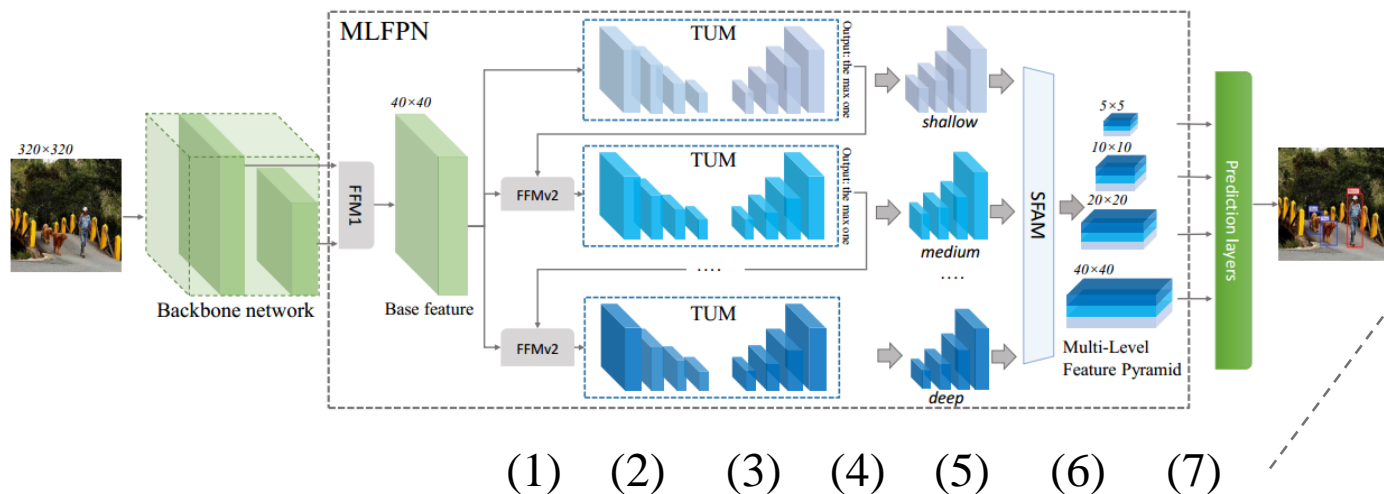 MLFPN
TUM
Output: the max one
40×40
5×5
shallow
320×320
10×10
TUM
Output: the max one
FFM1
FFMv2
SFAM
Prediction layers
20×20
medium
....
....
40×40
Backbone network
Base feature
TUM
FFMv2
Multi-Level
Feature Pyramid
deep
(1) (2) (3) (4) (5) (6) (7)